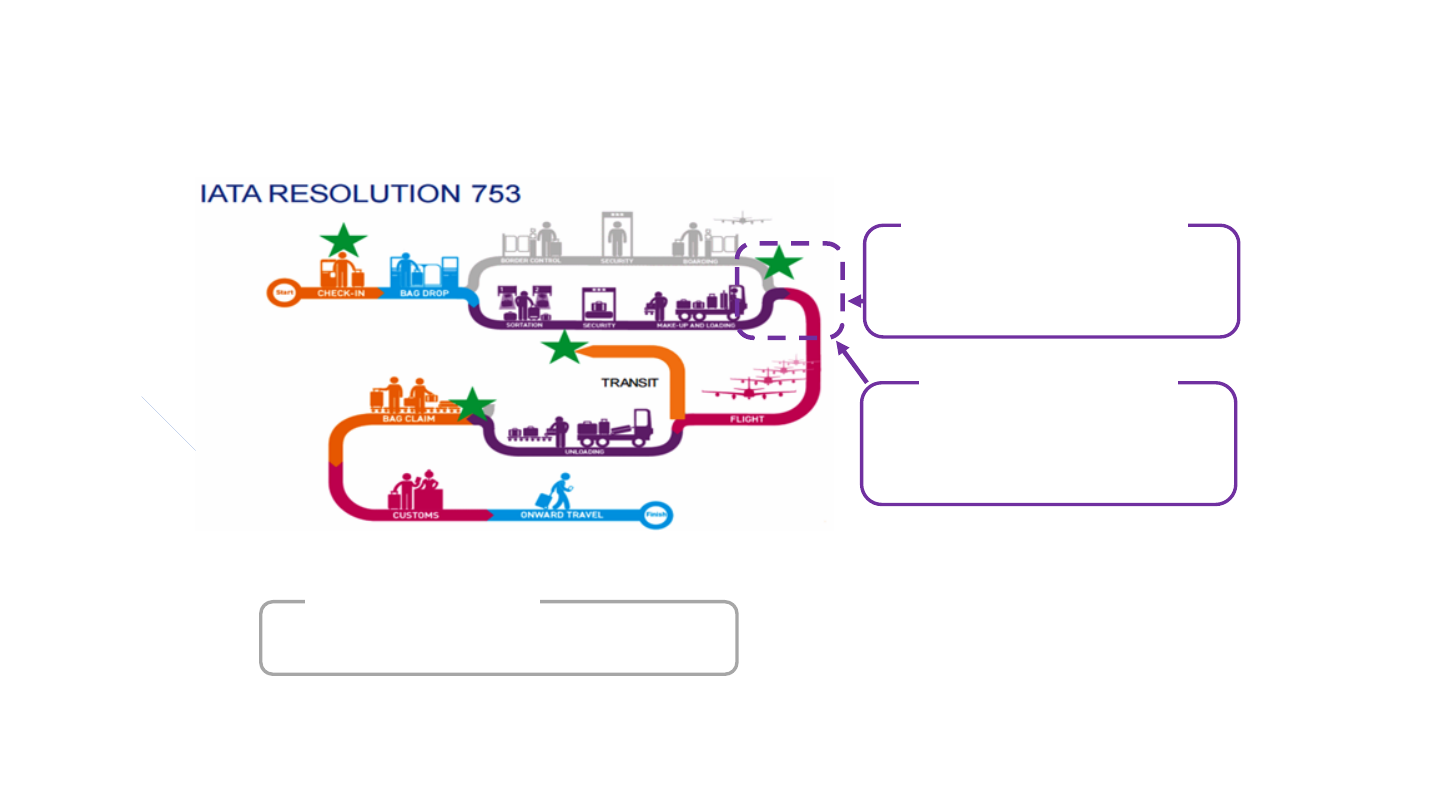 IATA RESOLUTION 753
BORDER CONTROL
SECURITY
BOARDING
Start
CHECK-IN
BAG DROP
SORTATION
SECURITY
MAKE-UP AND LOADING
TRANSIT
BAG CLAIM
FLIGHT
UNLOADING
CUSTOMS
ONWARD TRAVEL
Finish